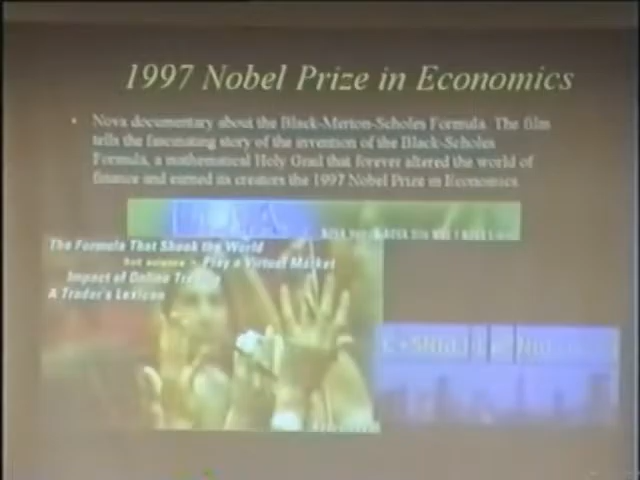 1997 Nobel Prize in Economics
• Nova documentary about the Black-Merton-Scholes Formula. The film
tells the fascinating story of the invention of the Black-Scholes
Formula, a mathematical Holy Grail that forever altered the world of
finance and earned its creators the 1997 Nobel Prize in Economics
The Formula That Shook the World
hot science - Play a Virtual Market
Impact of Online
A Trader's Lexicon